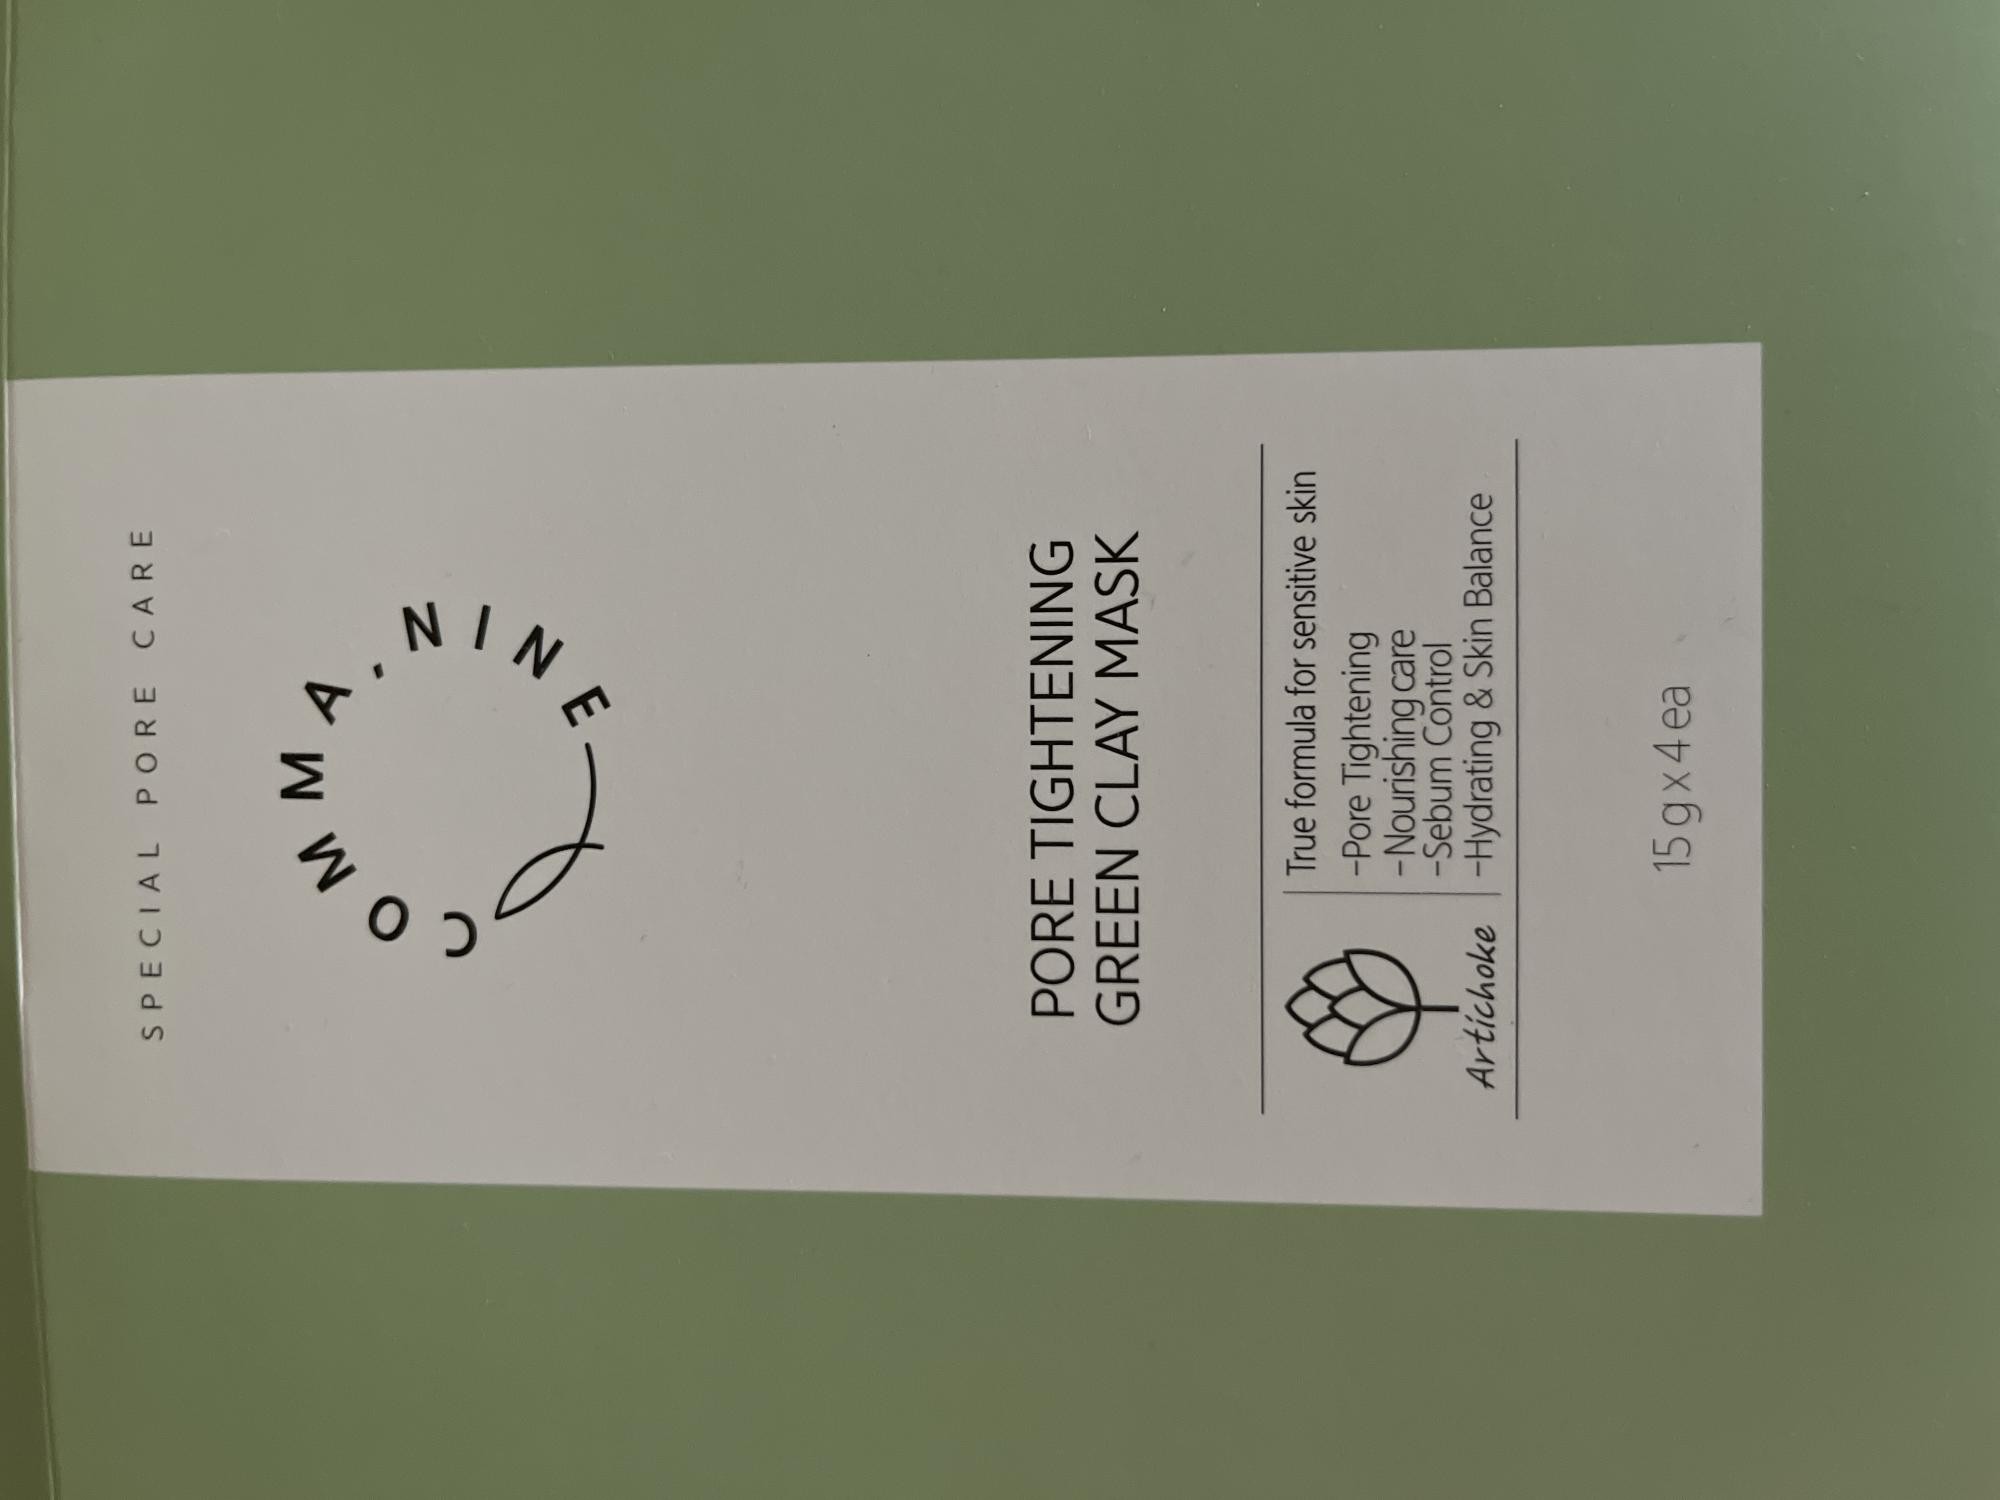 SPECIAL PORE CARE
COMMA.NINE
PORE TIGHTENING
GREEN CLAY MASK
Artichoke
True formula for sensitive skin
-Pore Tightening
-Nourishing care
-Sebum Control
-Hydrating & Skin Balance
15g x 4 ea